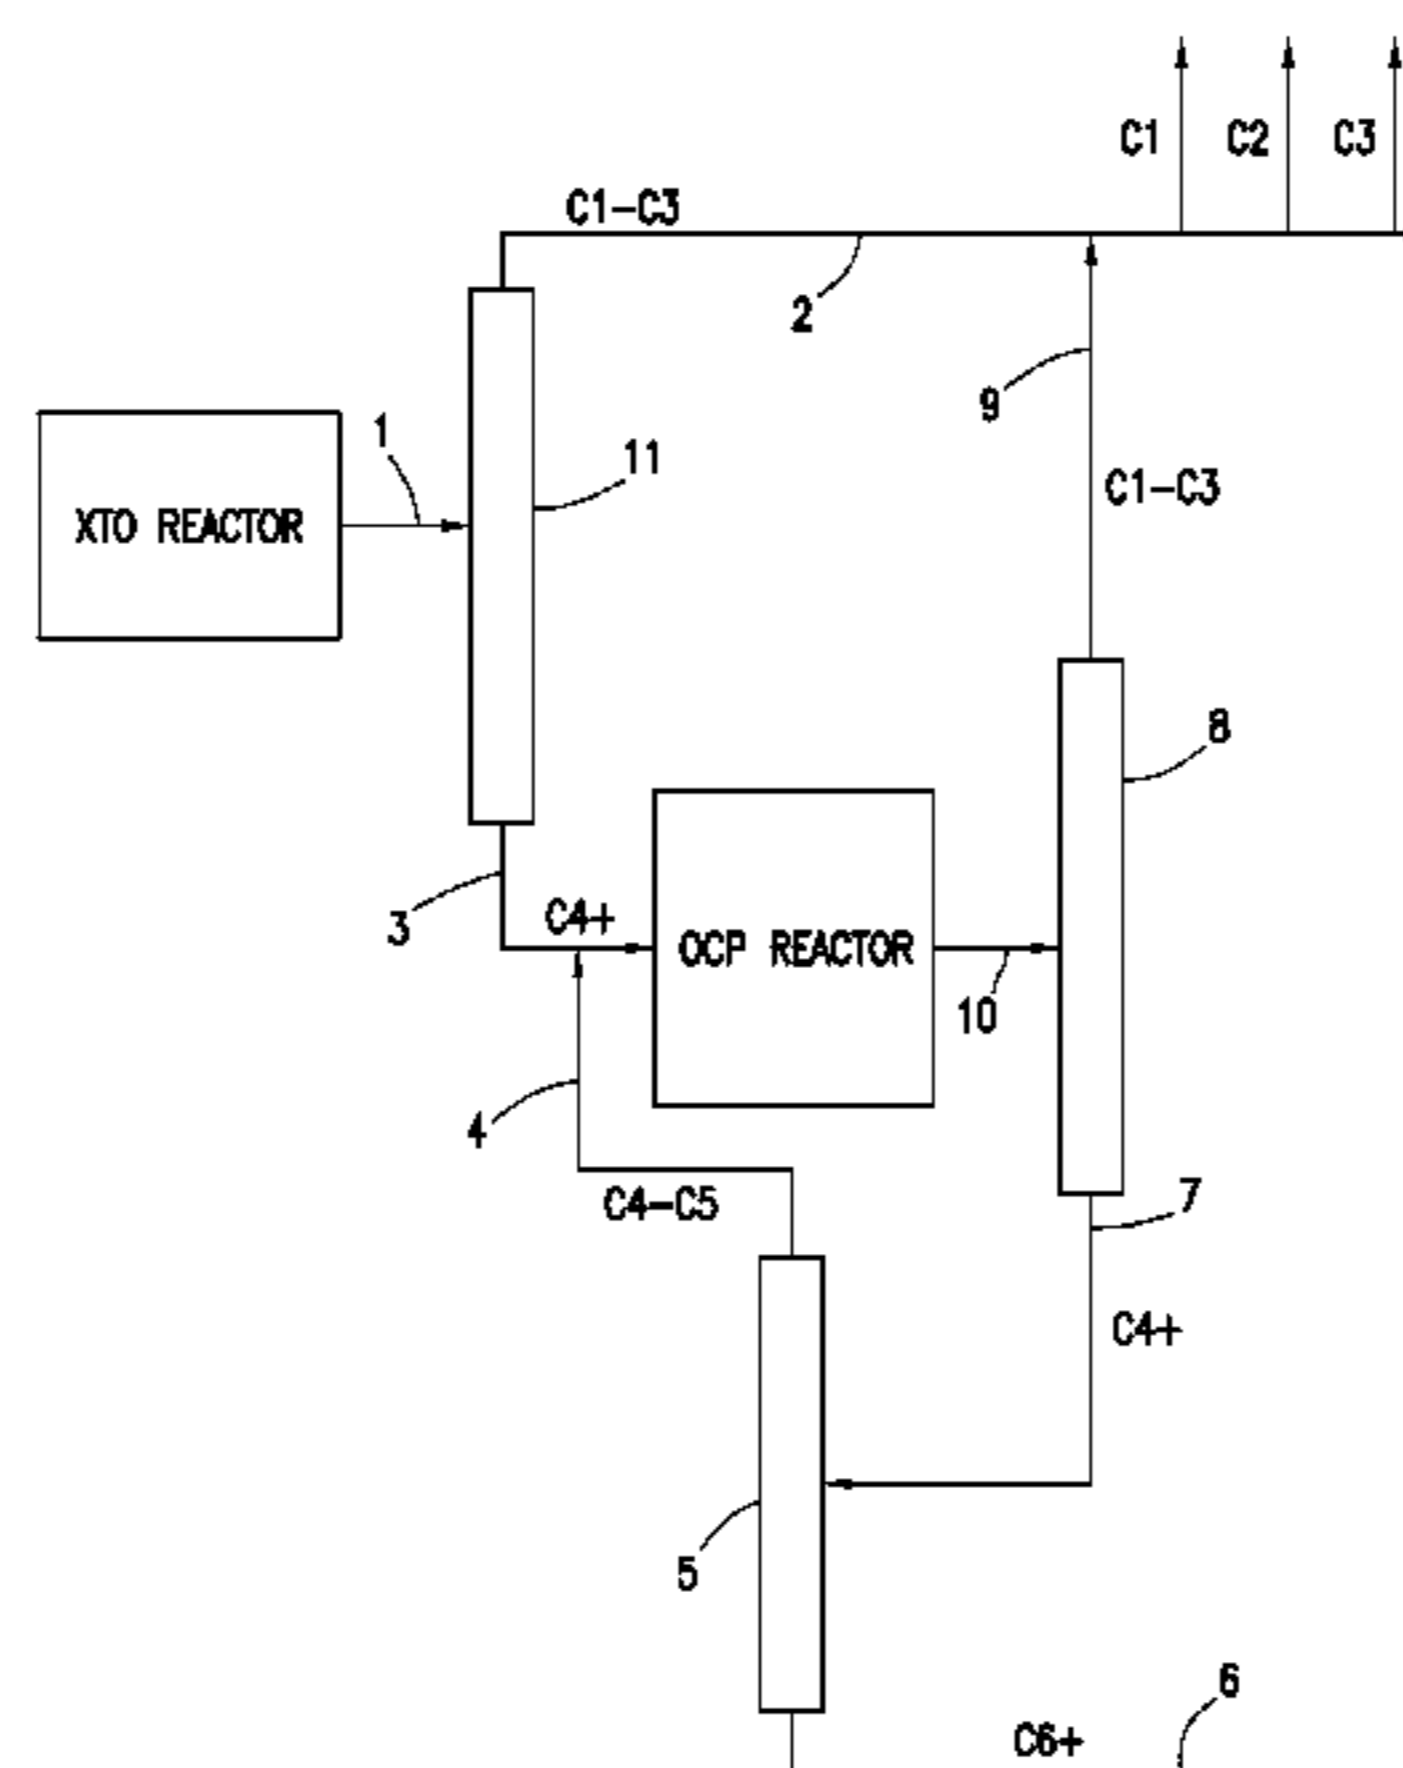 C1 C2 C3
C1-C3
2
9
1
11
C1-C3
XTO REACTOR
8
3
C4+
OCP REACTOR
10
4
C4-C5
7
C4+
5
6
C6+